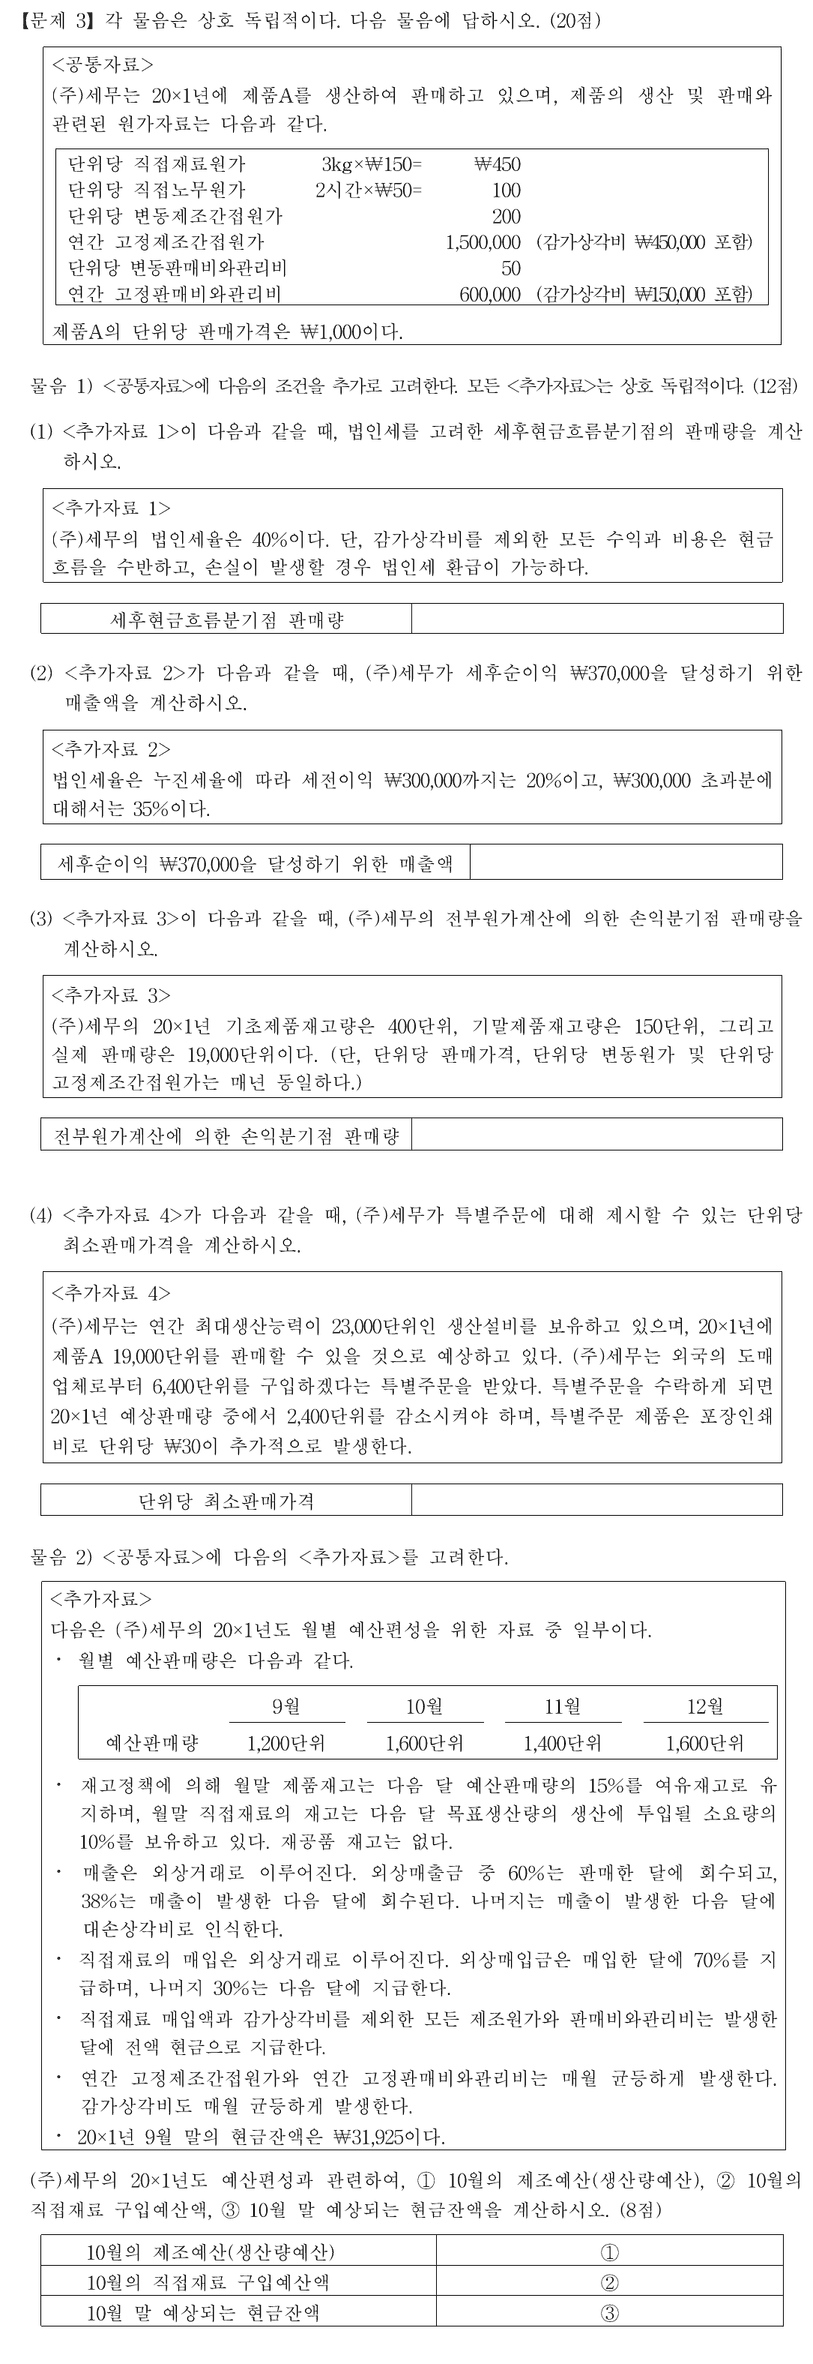 【문제 3】 각 물음은 상호 독립적이다. 다음 물음에 답하시오. (20점)
<공통자료>
(주)세무는 20×1년에 제품A를 생산하여 판매하고 있으며, 제품의 생산 및 판매와
관련된 원가자료는 다음과 같다.
단위당 직접재료원가 3kg×₩150= ₩450
단위당 직접노무원가 2시간×₩50= 100
단위당 변동제조간접원가 200
연간 고정제조간접원가 1,500,000 (감가상각비 ₩450,000 포함)
단위당 변동판매비와관리비 50
연간 고정판매비와관리비 600,000 (감가상각비 ₩150,000 포함)
제품A의 단위당 판매가격은 ₩1,000이다.
물음 1) <공통자료>에 다음의 조건을 추가로 고려한다. 모든 <추가자료>는 상호 독립적이다. (12점)
(1) <추가자료 1>이 다음과 같을 때, 법인세를 고려한 세후현금흐름분기점의 판매량을 계산
하시오.
<추가자료 1>
(주)세무의 법인세율은 40%이다. 단, 감가상각비를 제외한 모든 수익과 비용은 현금
흐름을 수반하고, 손실이 발생할 경우 법인세 환급이 가능하다.
세후현금흐름분기점 판매량
(2) <추가자료 2>가 다음과 같을 때, (주)세무가 세후순이익 ₩370,000을 달성하기 위한
매출액을 계산하시오.
<추가자료 2>
법인세율은 누진세율에 따라 세전이익 ₩300,000까지는 20%이고, ₩300,000 초과분에
대해서는 35%이다.
세후순이익 ₩370,000을 달성하기 위한 매출액
(3) <추가자료 3>이 다음과 같을 때, (주)세무의 전부원가계산에 의한 손익분기점 판매량을
계산하시오.
<추가자료 3>
(주)세무의 20×1년 기초제품재고량은 400단위, 기말제품재고량은 150단위, 그리고
실제 판매량은 19,000단위이다. (단, 단위당 판매가격, 단위당 변동원가 및 단위당
고정제조간접원가는 매년 동일하다.)
전부원가계산에 의한 손익분기점 판매량
(4) <추가자료 4>가 다음과 같을 때, (주)세무가 특별주문에 대해 제시할 수 있는 단위당
최소판매가격을 계산하시오.
<추가자료 4>
(주)세무는 연간 최대생산능력이 23,000단위인 생산설비를 보유하고 있으며, 20×1년에
제품A 19,000단위를 판매할 수 있을 것으로 예상하고 있다. (주)세무는 외국의 도매
업체로부터 6,400단위를 구입하겠다는 특별주문을 받았다. 특별주문을 수락하게 되면
20×1년 예상판매량 중에서 2,400단위를 감소시켜야 하며, 특별주문 제품은 포장인쇄
비로 단위당 ₩30이 추가적으로 발생한다.
단위당 최소판매가격
물음 2) <공통자료>에 다음의 <추가자료>를 고려한다.
<추가자료>
다음은 (주)세무의 20×1년도 월별 예산편성을 위한 자료 중 일부이다.
· 월별 예산판매량은 다음과 같다.
9월 10월 11월 12월
예산판매량 1,200단위 1,600단위 1,400단위 1,600단위
· 재고정책에 의해 월말 제품재고는 다음 달 예산판매량의 15%를 여유재고로 유
지하며, 월말 직접재료의 재고는 다음 달 목표생산량의 생산에 투입될 소요량의
10%를 보유하고 있다. 재공품 재고는 없다.
· 매출은 외상거래로 이루어진다. 외상매출금 중 60%는 판매한 달에 회수되고,
38%는 매출이 발생한 다음 달에 회수된다. 나머지는 매출이 발생한 다음 달에
대손상각비로 인식한다.
· 직접재료의 매입은 외상거래로 이루어진다. 외상매입금은 매입한 달에 70%를 지
급하며, 나머지 30%는 다음 달에 지급한다.
· 직접재료 매입액과 감가상각비를 제외한 모든 제조원가와 판매비와관리비는 발생한
달에 전액 현금으로 지급한다.
· 연간 고정제조간접원가와 연간 고정판매비와관리비는 매월 균등하게 발생한다.
감가상각비도 매월 균등하게 발생한다.
· 20×1년 9월 말의 현금잔액은 ₩31,925이다.
(주)세무의 20×1년도 예산편성과 관련하여, ① 10월의 제조예산(생산량예산), ② 10월의
직접재료 구입예산액, ③ 10월 말 예상되는 현금잔액을 계산하시오. (8점)
10월의 제조예산(생산량예산) ①
10월의 직접재료 구입예산액 ②
10월 말 예상되는 현금잔액 ③